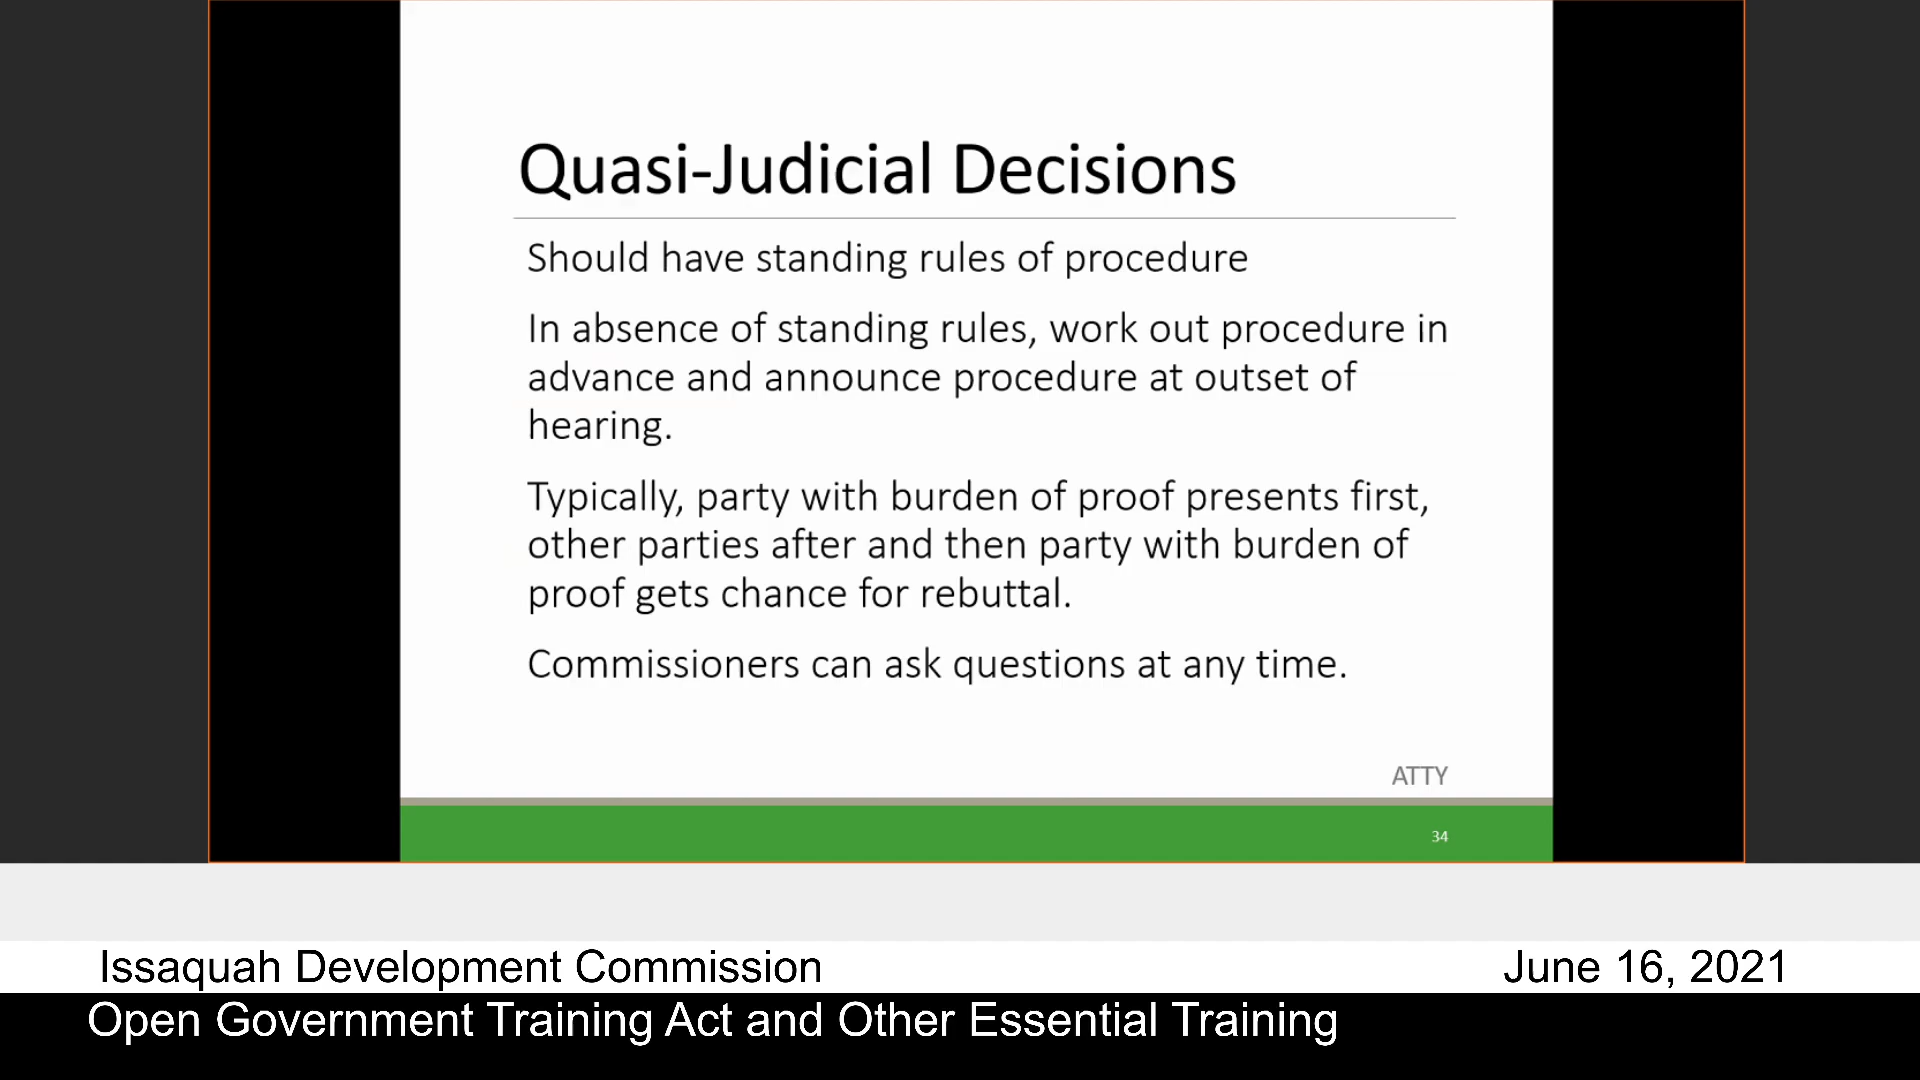 Quasi-Judicial Decisions
Should have standing rules of procedure
In absence of standing rules, work out procedure in
advance and announce procedure at outset of
hearing.
Typically, party with burden of proof presents first,
other parties after and then party with burden of
proof gets chance for rebuttal.
Commissioners can ask questions at any time.
ATTY
34
Issaquah Development Commission June 16, 2021
Open Government Training Act and Other Essential Training